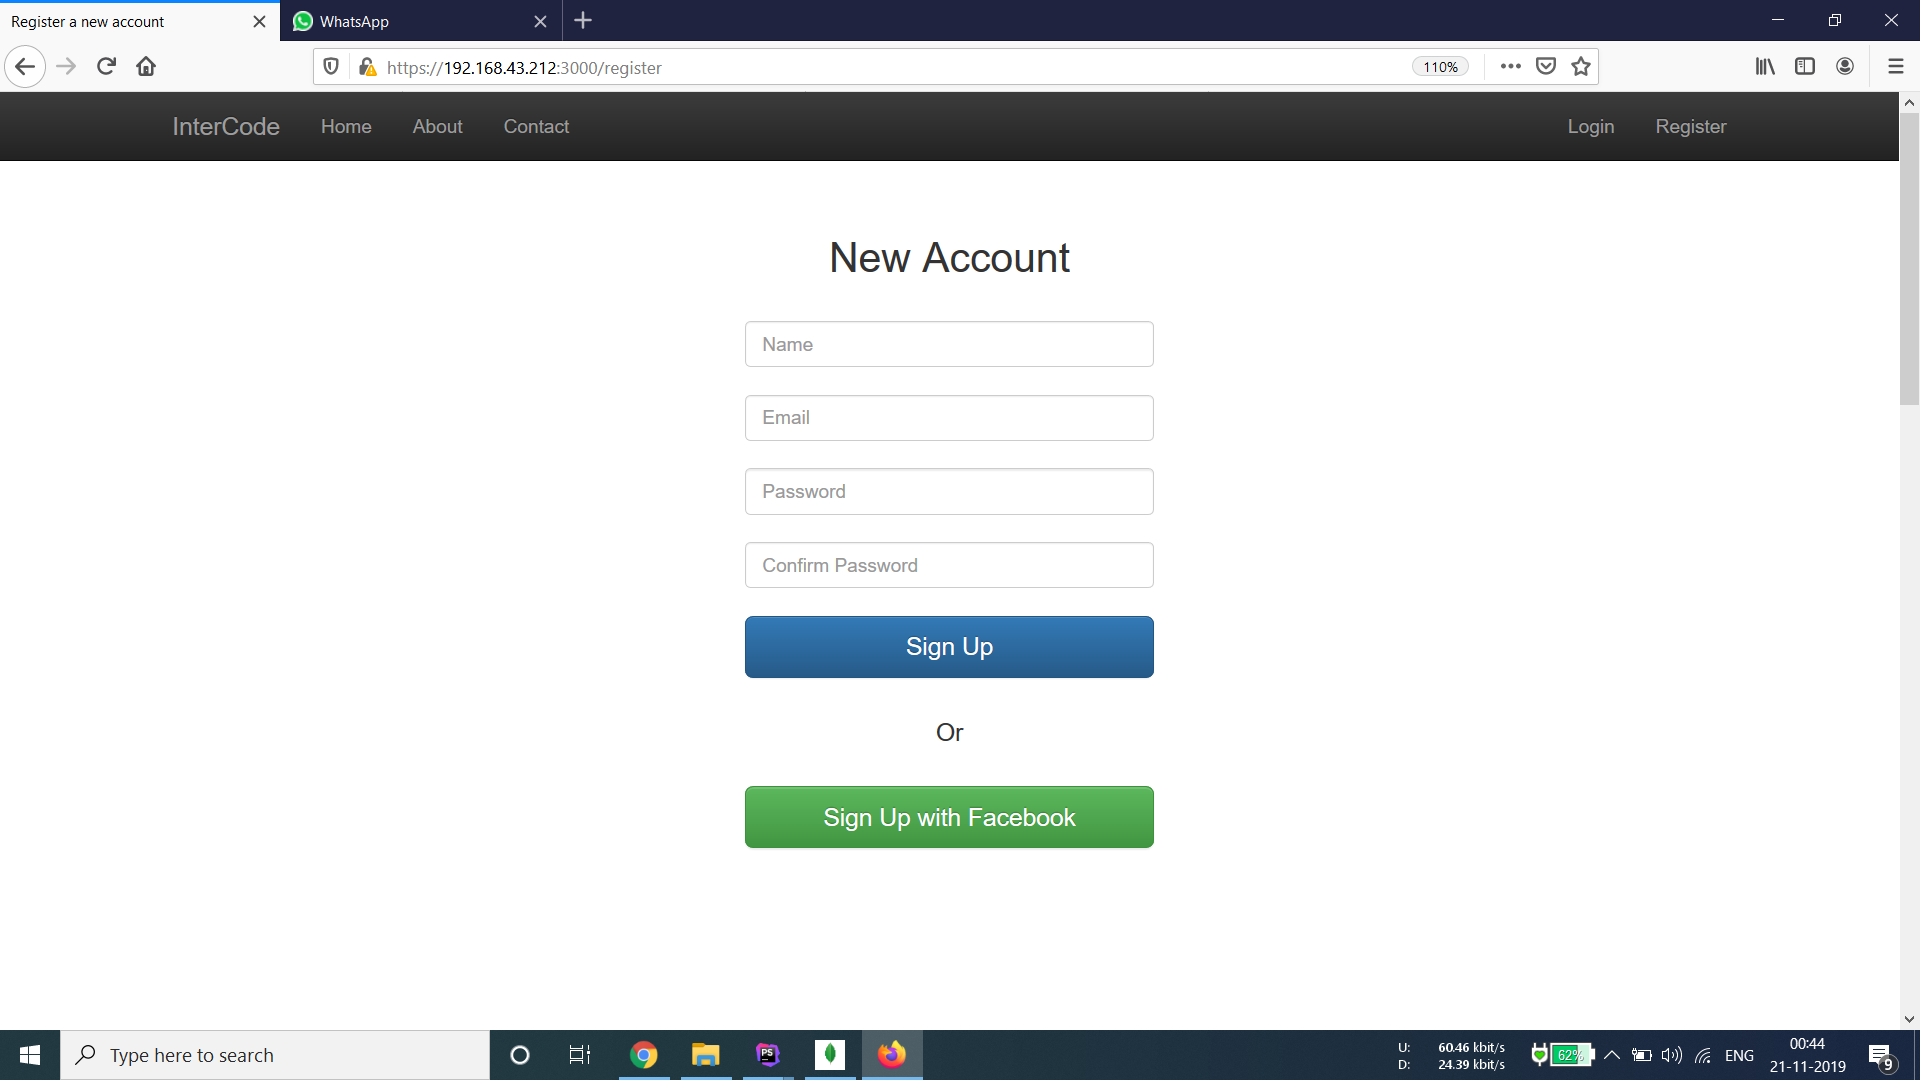 Register a new account
WhatsApp
https://192.168.43.212:3000/register
110%
InterCode Home About Contact Login Register
New Account
Name
Email
Password
Confirm Password
Sign Up
Or
Sign Up with Facebook
Type here to search
PS
U: 60.46 kbit/s
D: 24.39 kbit/s
62%
ENG
00:44
21-11-2019
9